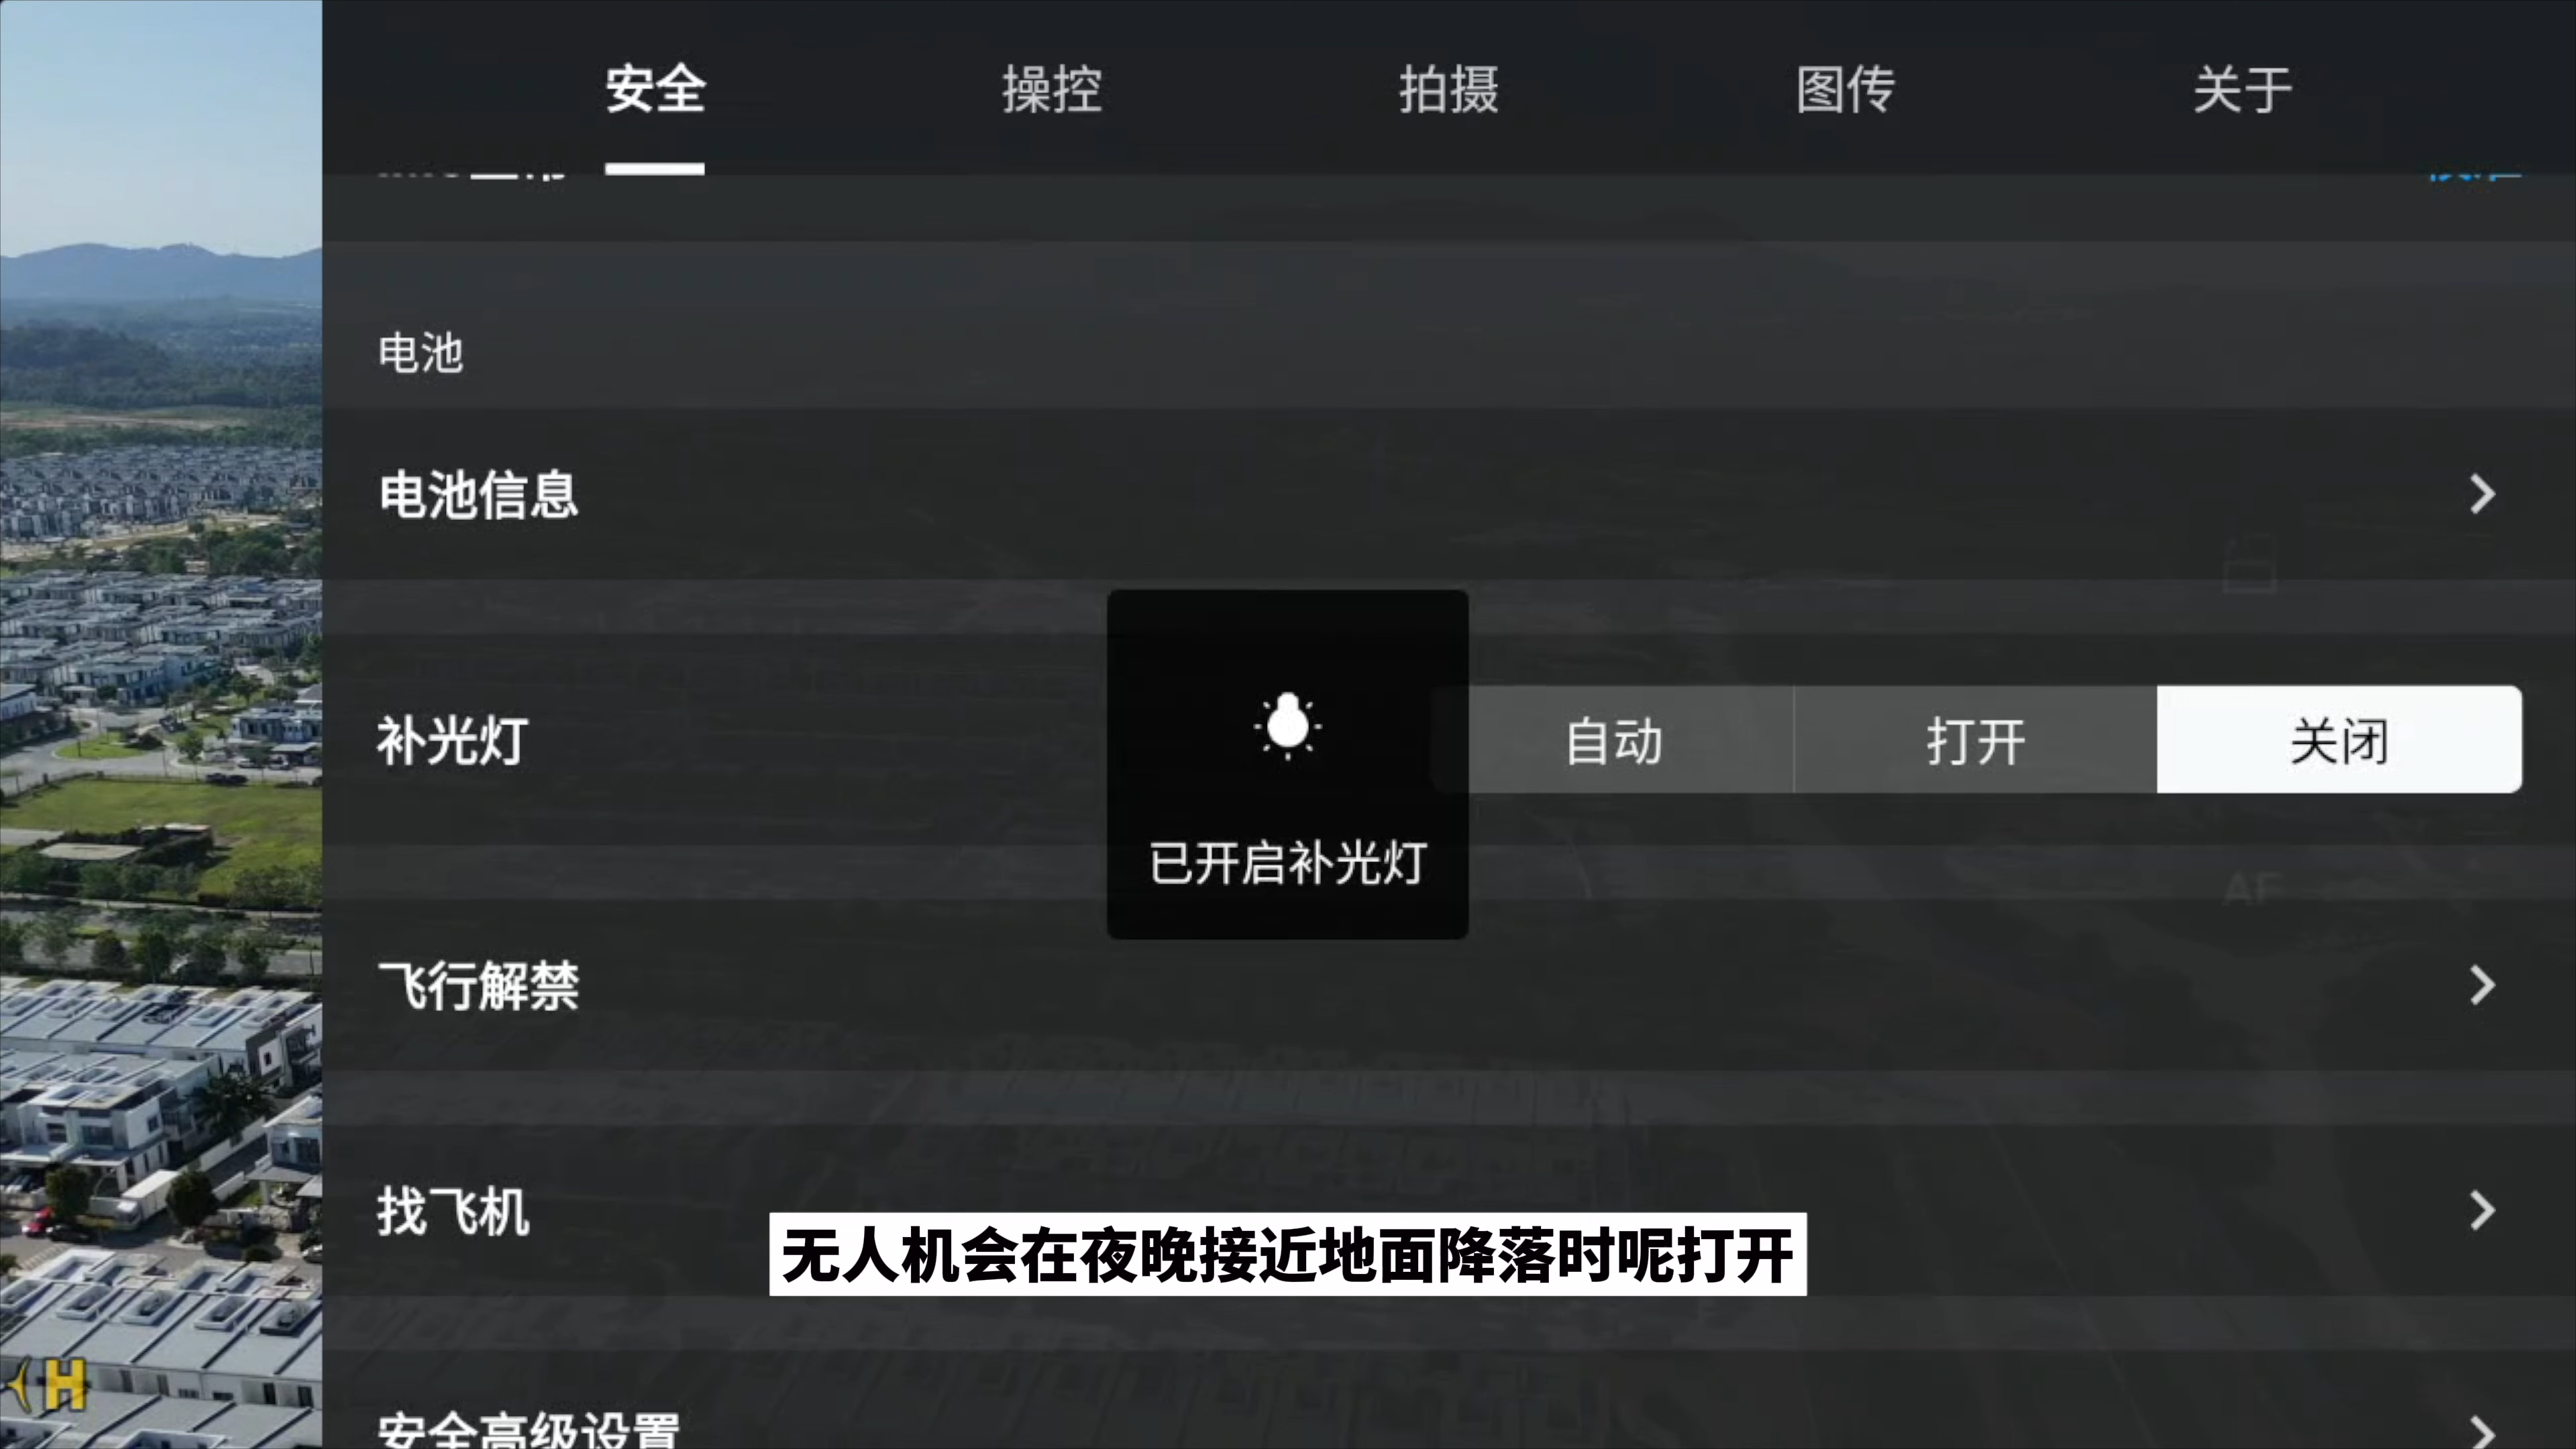 安全 操控 拍摄 图传 关于
电池
电池信息
补光灯 自动 打开 关闭
已开启补光灯
AF
飞行解禁
找飞机
无人机会在夜晚接近地面降落时呢打开
H
安全高级设置